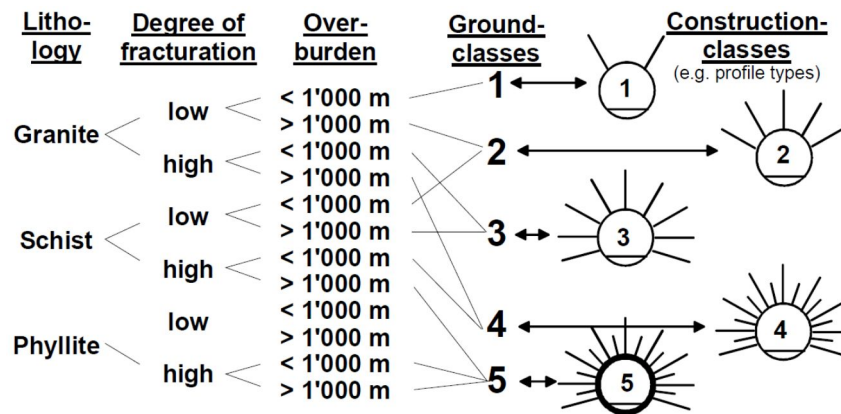 Litho-
logy
Degree of
fracturation
Over-
burden
Ground-
classes
Construction-
classes
(e.g. profile types)
Granite
low
< 1'000 m
> 1'000 m
high
< 1'000 m
> 1'000 m
Schist
low
< 1'000 m
> 1'000 m
high
< 1'000 m
> 1'000 m
Phyllite
low
< 1'000 m
> 1'000 m
high
< 1'000 m
> 1'000 m
1
2
3
4
5
1
2
3
4
5